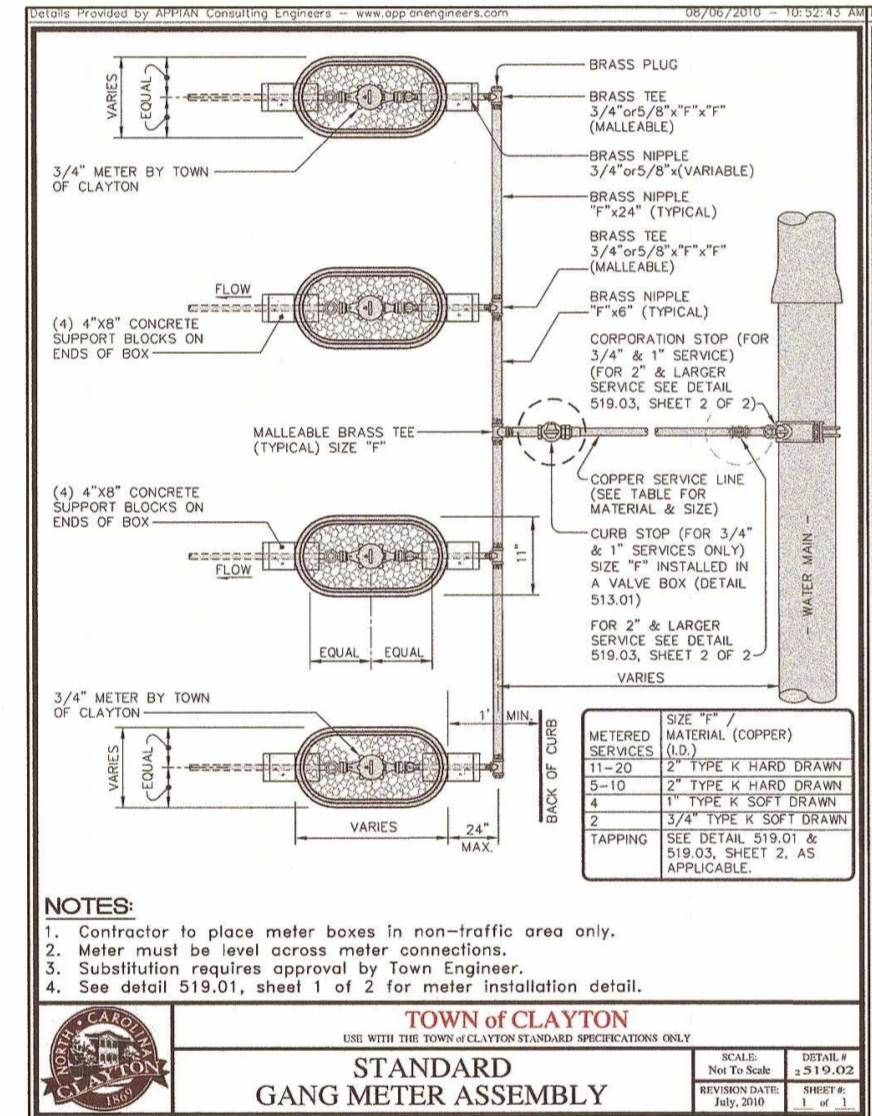 Details Provided by APPIAN Consulting Engineers – www.appianengineers.com
08/06/2010 – 10:52:43 AM
VARIES
EQUAL
3/4" METER BY TOWN
OF CLAYTON
BRASS PLUG
BRASS TEE
3/4"or5/8"x"F"x"F"
(MALLEABLE)
BRASS NIPPLE
3/4"or5/8"x(VARIABLE)
BRASS NIPPLE
"F"x24" (TYPICAL)
BRASS TEE
3/4"or5/8"x"F"x"F"
(MALLEABLE)
BRASS NIPPLE
"F"x6" (TYPICAL)
FLOW
(4) 4"X8" CONCRETE
SUPPORT BLOCKS ON
ENDS OF BOX
CORPORATION STOP (FOR
3/4" & 1" SERVICE)
(FOR 2" & LARGER
SERVICE SEE DETAIL
519.03, SHEET 2 OF 2)
MALLEABLE BRASS TEE
(TYPICAL) SIZE "F"
COPPER SERVICE LINE
(SEE TABLE FOR
MATERIAL & SIZE)
(4) 4"X8" CONCRETE
SUPPORT BLOCKS ON
ENDS OF BOX
FLOW
11"
EQUAL EQUAL
CURB STOP (FOR 3/4"
& 1" SERVICES ONLY)
SIZE "F" INSTALLED IN
A VALVE BOX (DETAIL
513.01)
FOR 2" & LARGER
SERVICE SEE DETAIL
519.03, SHEET 2 OF 2
– WATER MAIN –
VARIES
3/4" METER BY TOWN
OF CLAYTON
1' MIN.
BACK OF CURB
VARIES
EQUAL
VARIES
24"
MAX.
METERED SERVICES SIZE "F" / MATERIAL (COPPER) (I.D.)
11–20 2" TYPE K HARD DRAWN
5–10 2" TYPE K HARD DRAWN
4 1" TYPE K SOFT DRAWN
2 3/4" TYPE K SOFT DRAWN
TAPPING SEE DETAIL 519.01 &
519.03, SHEET 2, AS
APPLICABLE.
NOTES:
1. Contractor to place meter boxes in non–traffic area only.
2. Meter must be level across meter connections.
3. Substitution requires approval by Town Engineer.
4. See detail 519.01, sheet 1 of 2 for meter installation detail.
NORTH CAROLINA
CLAYTON
1869
TOWN of CLAYTON
USE WITH THE TOWN of CLAYTON STANDARD SPECIFICATIONS ONLY
STANDARD
GANG METER ASSEMBLY
SCALE:
Not To Scale
DETAIL #
2 519.02
REVISION DATE:
July, 2010
SHEET #:
1 of 1